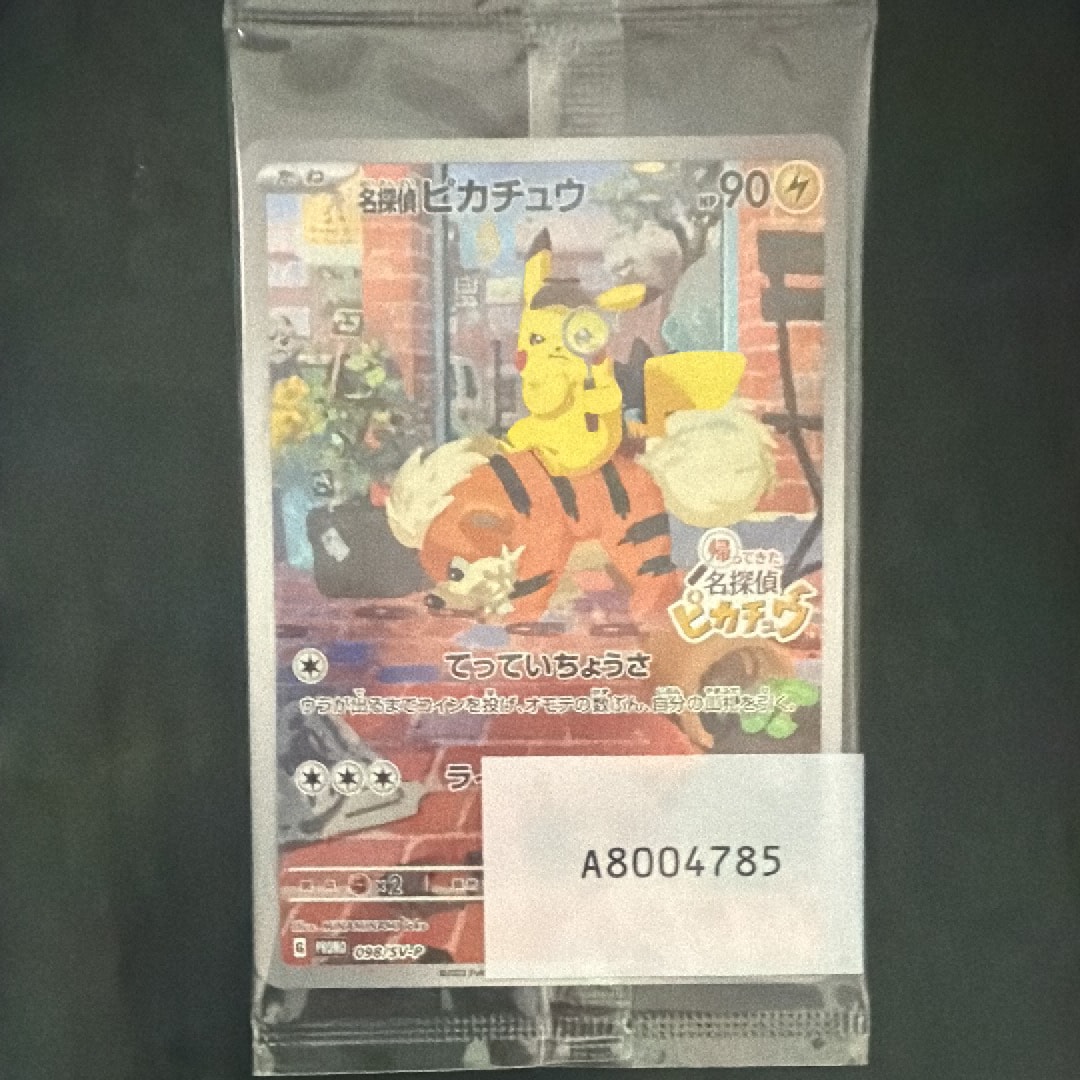 たね
名探偵ピカチュウ HP90
帰ってきた
名探偵
ピカチュウ
てっていちょうさ
ウラが出るまでコインを投げ、オモテの数ぶん、自分の山札を引く。
A8004785
×2
G PROMO 098/SV-P